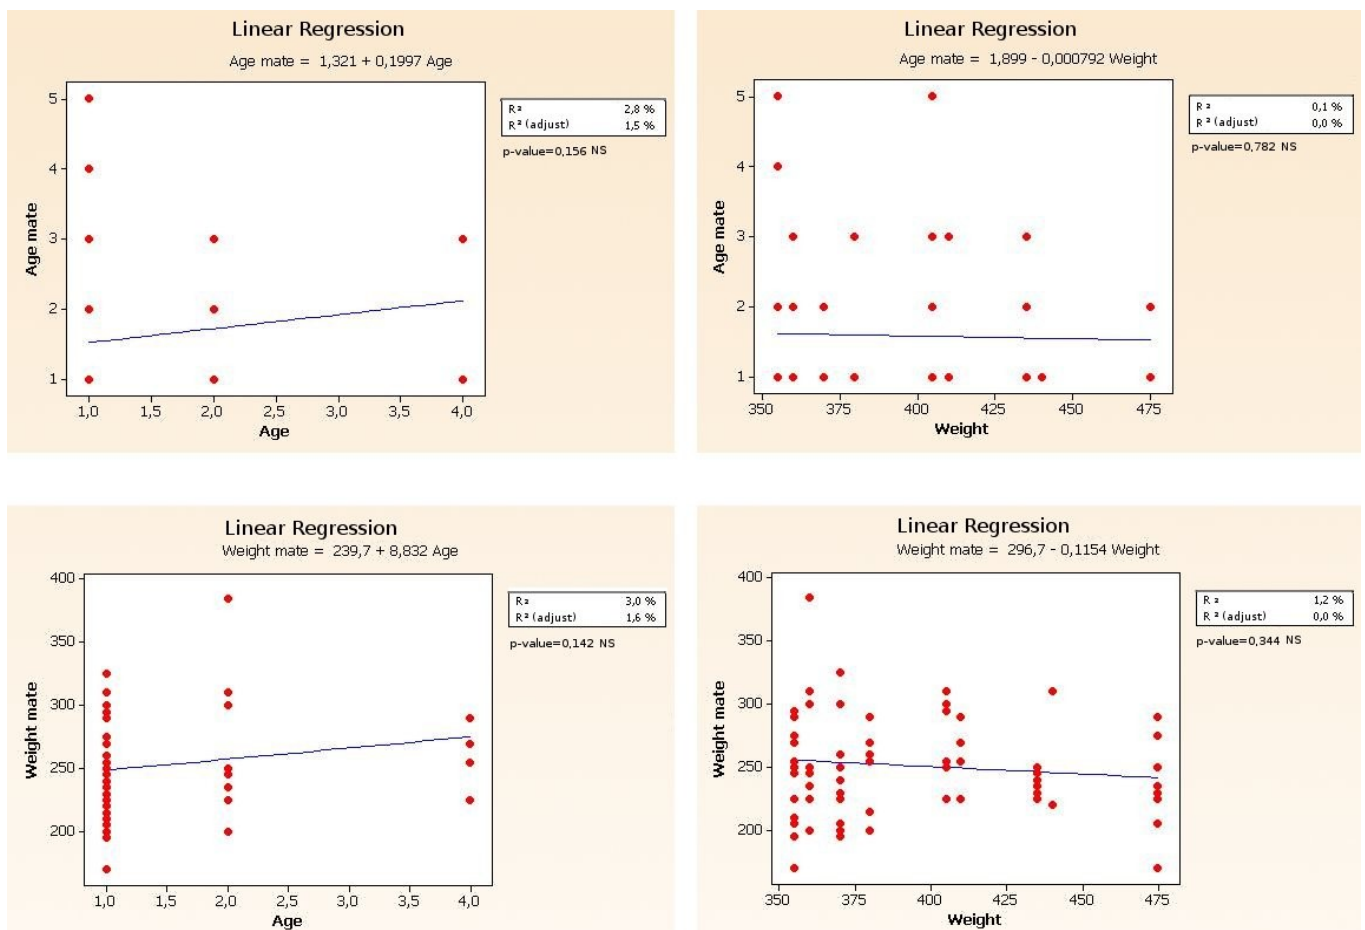 Linear Regression
Age mate = 1,321 + 0,1997 Age
R² 2,8 %
R² (adjust) 1,5 %
p-value=0,156 NS
5
4
3
2
1
Age mate
1,0 1,5 2,0 2,5 3,0 3,5 4,0
Age
Linear Regression
Age mate = 1,899 - 0,000792 Weight
R² 0,1 %
R² (adjust) 0,0 %
p-value=0,782 NS
5
4
3
2
1
Age mate
350 375 400 425 450 475
Weight
Linear Regression
Weight mate = 239,7 + 8,832 Age
R² 3,0 %
R² (adjust) 1,6 %
p-value=0,142 NS
400
350
300
250
200
Weight mate
1,0 1,5 2,0 2,5 3,0 3,5 4,0
Age
Linear Regression
Weight mate = 296,7 - 0,1154 Weight
R² 1,2 %
R² (adjust) 0,0 %
p-value=0,344 NS
400
350
300
250
200
Weight mate
350 375 400 425 450 475
Weight